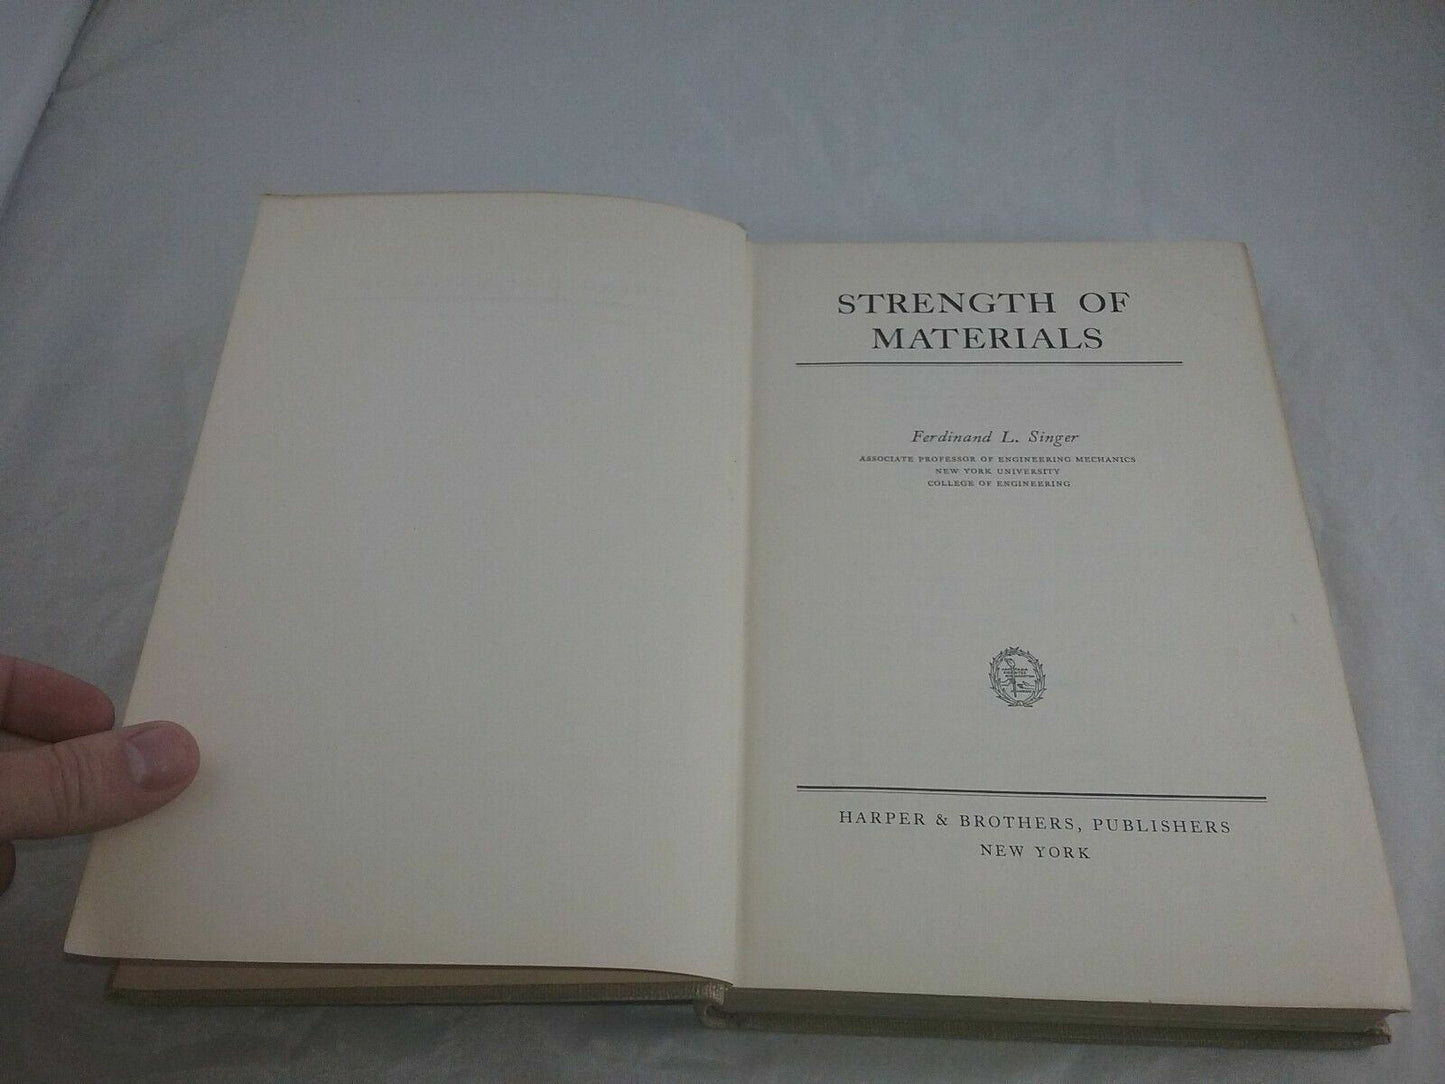 STRENGTH OF
MATERIALS
Ferdinand L. Singer
ASSOCIATE PROFESSOR OF ENGINEERING MECHANICS
NEW YORK UNIVERSITY
COLLEGE OF ENGINEERING
HARPER & BROTHERS, PUBLISHERS
NEW YORK